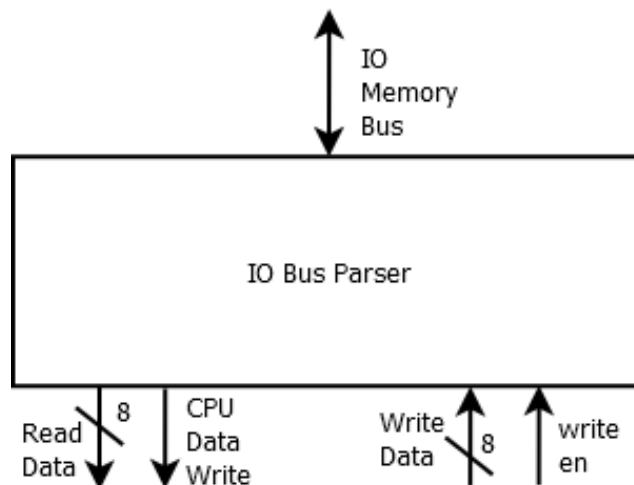 IO
Memory
Bus
IO Bus Parser
8
Read
Data
CPU
Data
Write
Write
Data
8
write
en